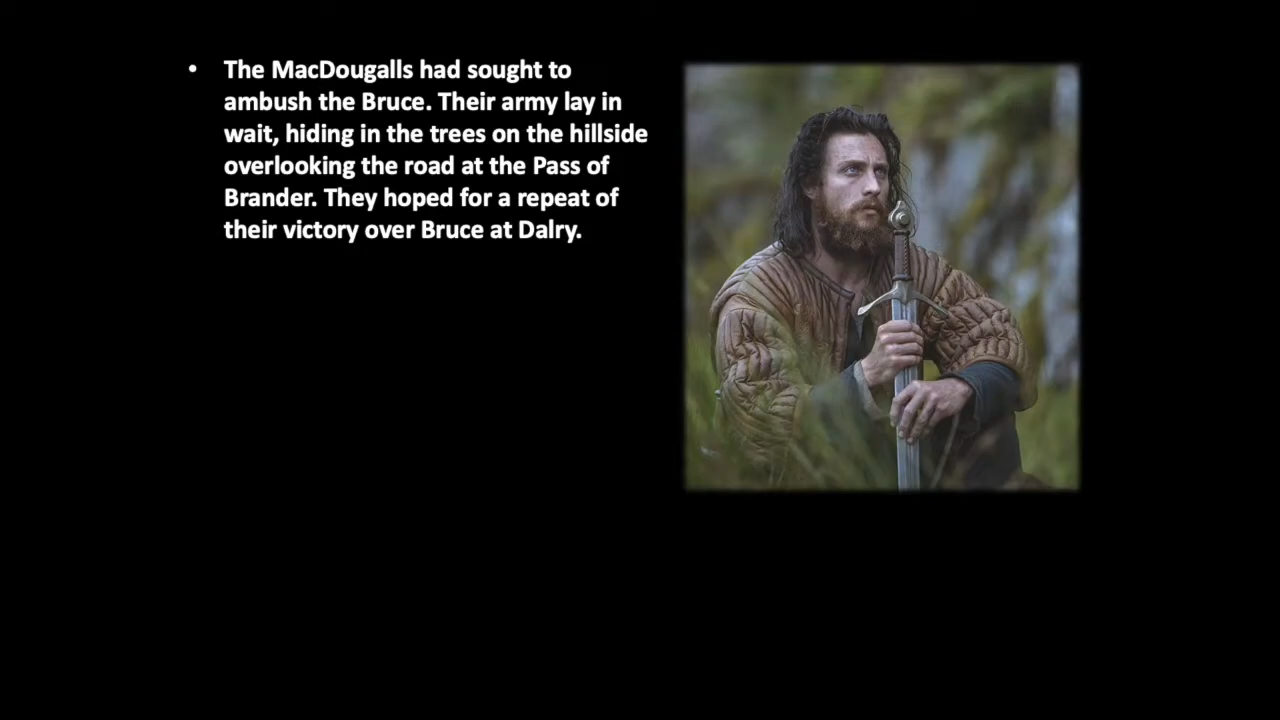 • The MacDougalls had sought to
ambush the Bruce. Their army lay in
wait, hiding in the trees on the hillside
overlooking the road at the Pass of
Brander. They hoped for a repeat of
their victory over Bruce at Dalry.